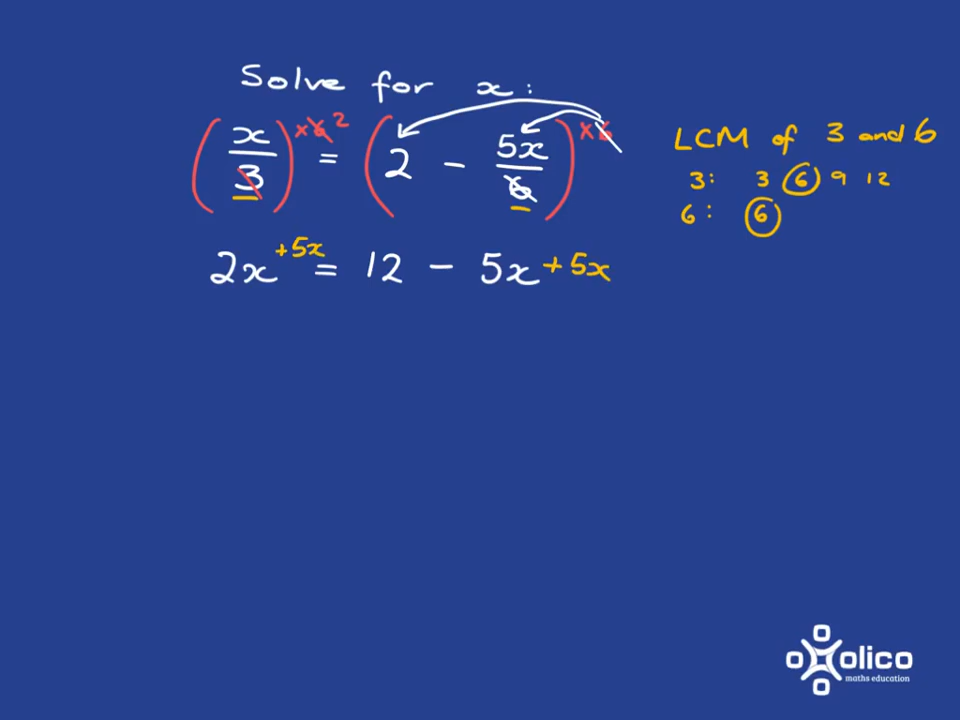 Solve for x:
(x/3)×6 2 = (2 - 5x/6)×6
2x +5x = 12 - 5x + 5x
LCM of 3 and 6
3: 3 6 9 12
6: 6
olico
maths education